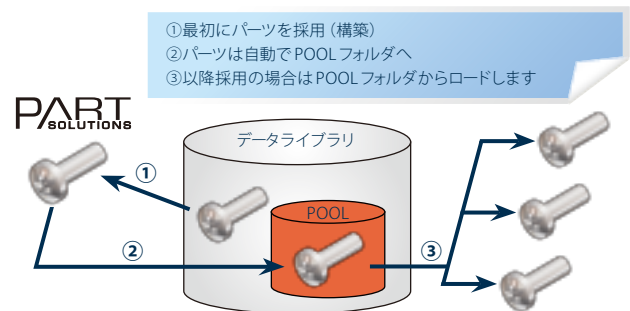 ①最初にパーツを採用（構築）
②パーツは自動でPOOLフォルダへ
③以降採用の場合はPOOLフォルダからロードします
PART
SOLUTIONS
データライブラリ
①
POOL
②
③